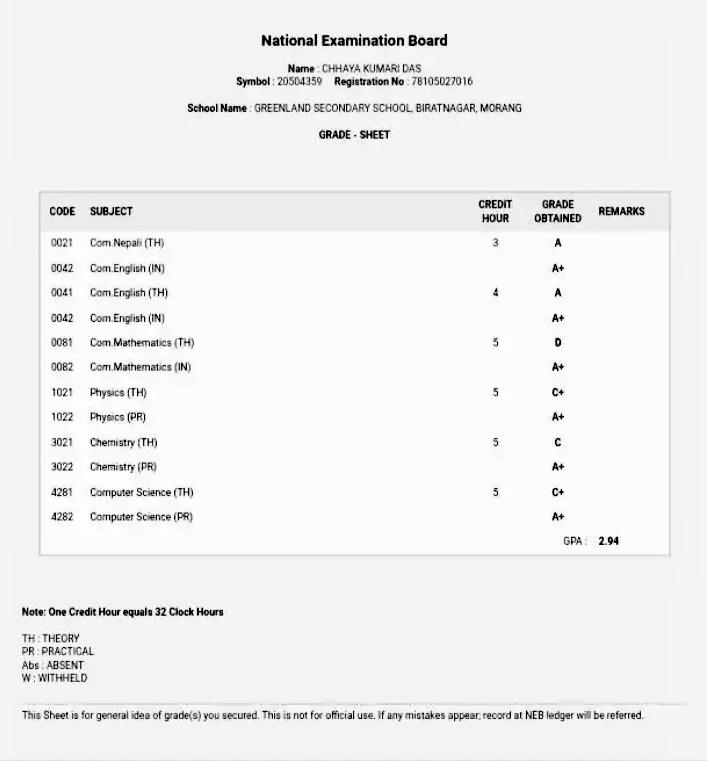 National Examination Board
Name : CHHAYA KUMARI DAS
Symbol : 20504359 Registration No : 78105027016
School Name : GREENLAND SECONDARY SCHOOL, BIRATNAGAR, MORANG
GRADE - SHEET
CODE SUBJECT CREDIT HOUR GRADE OBTAINED REMARKS
0021 Com.Nepali (TH) 3 A
0042 Com.English (IN) A+
0041 Com.English (TH) 4 A
0042 Com.English (IN) A+
0081 Com.Mathematics (TH) 5 D
0082 Com.Mathematics (IN) A+
1021 Physics (TH) 5 C+
1022 Physics (PR) A+
3021 Chemistry (TH) 5 C
3022 Chemistry (PR) A+
4281 Computer Science (TH) 5 C+
4282 Computer Science (PR) A+
GPA : 2.94
Note: One Credit Hour equals 32 Clock Hours
TH : THEORY
PR : PRACTICAL
Abs : ABSENT
W : WITHHELD
This Sheet is for general idea of grade(s) you secured. This is not for official use. If any mistakes appear, record at NEB ledger will be referred.